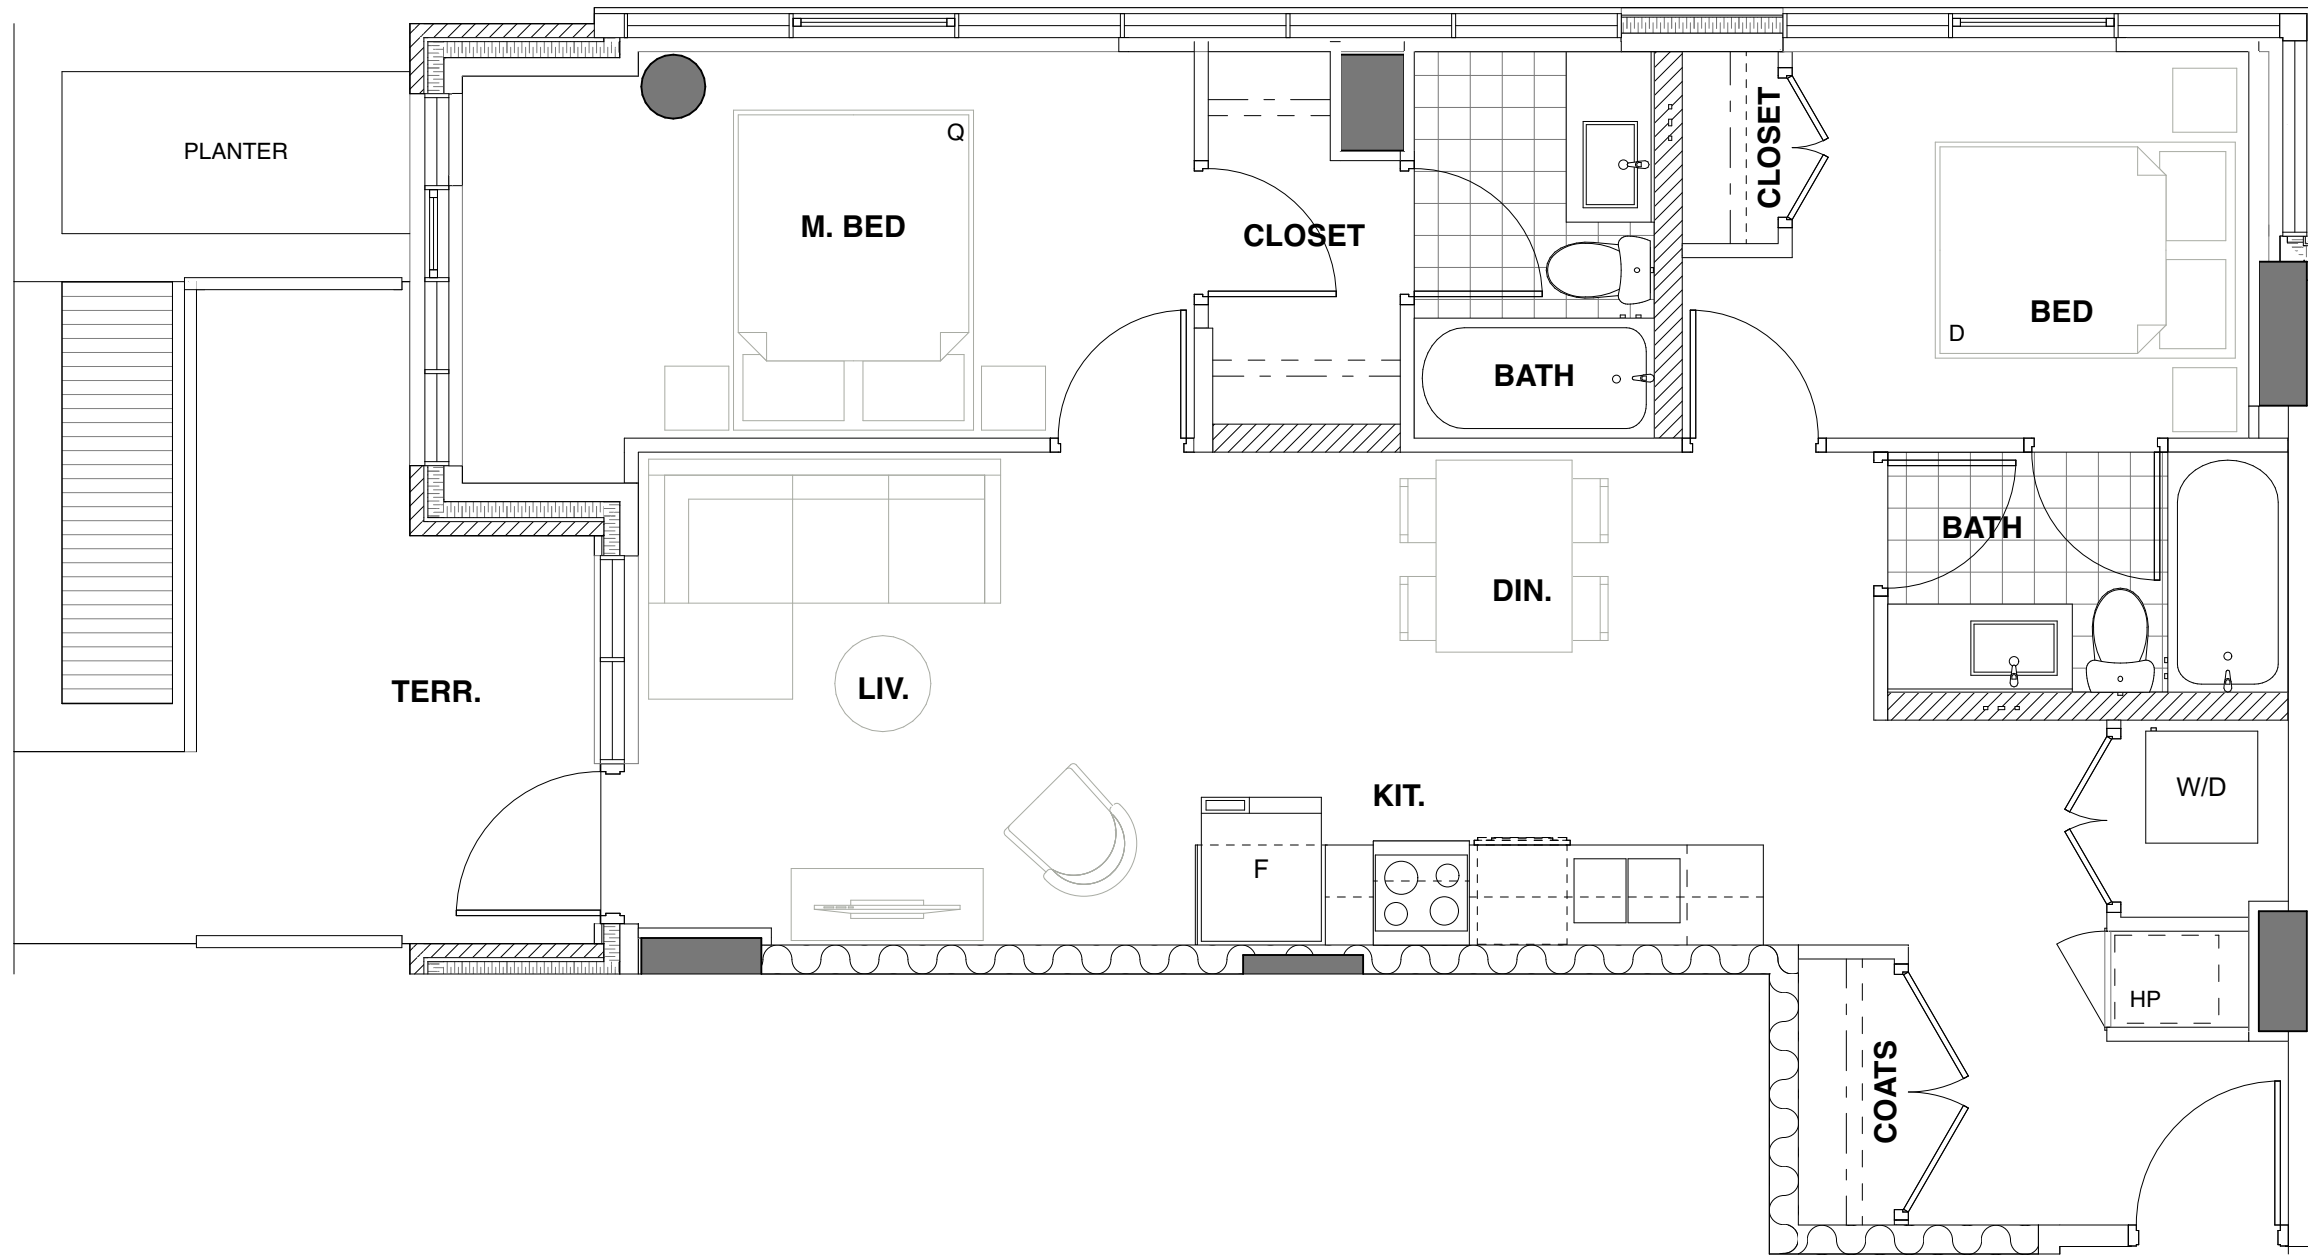 PLANTER
Q
M. BED
CLOSET
CLOSET
BED
D
BATH
BATH
DIN.
TERR.
LIV.
KIT.
W/D
F
HP
COATS